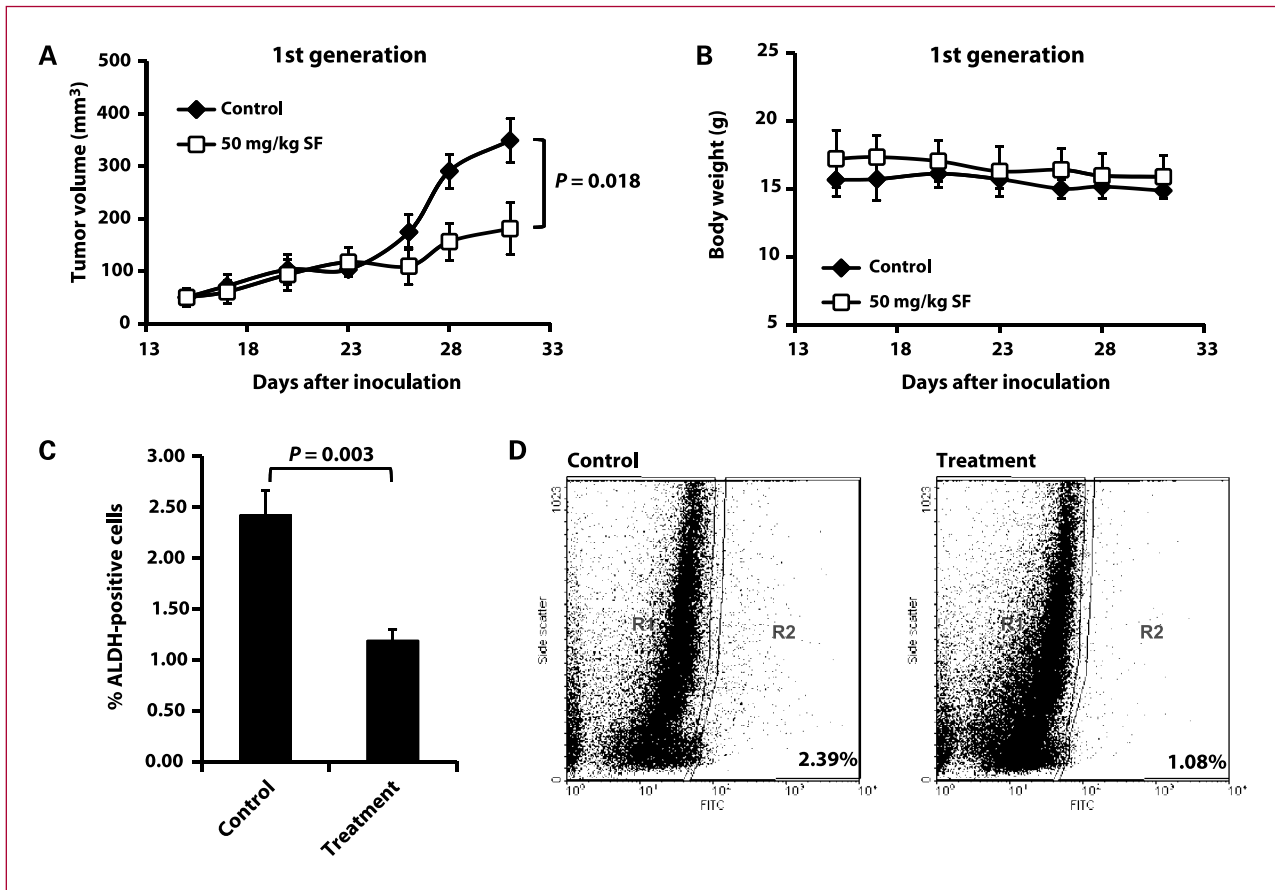 A
1st generation
500
400
300
200
100
0
Tumor volume (mm³)
Control
50 mg/kg SF
P = 0.018
13
18
23
28
33
Days after inoculation
B
1st generation
25
20
15
10
5
Body weight (g)
Control
50 mg/kg SF
13
18
23
28
33
Days after inoculation
C
P = 0.003
3.00
2.50
2.00
1.50
1.00
0.50
0.00
% ALDH-positive cells
Control
Treatment
D
Control
1023
Side scatter
0
R1
R2
2.39%
10⁰
10¹
10²
10³
10⁴
FITC
Treatment
1023
Side scatter
0
R1
R2
1.08%
10⁰
10¹
10²
10³
10⁴
FITC